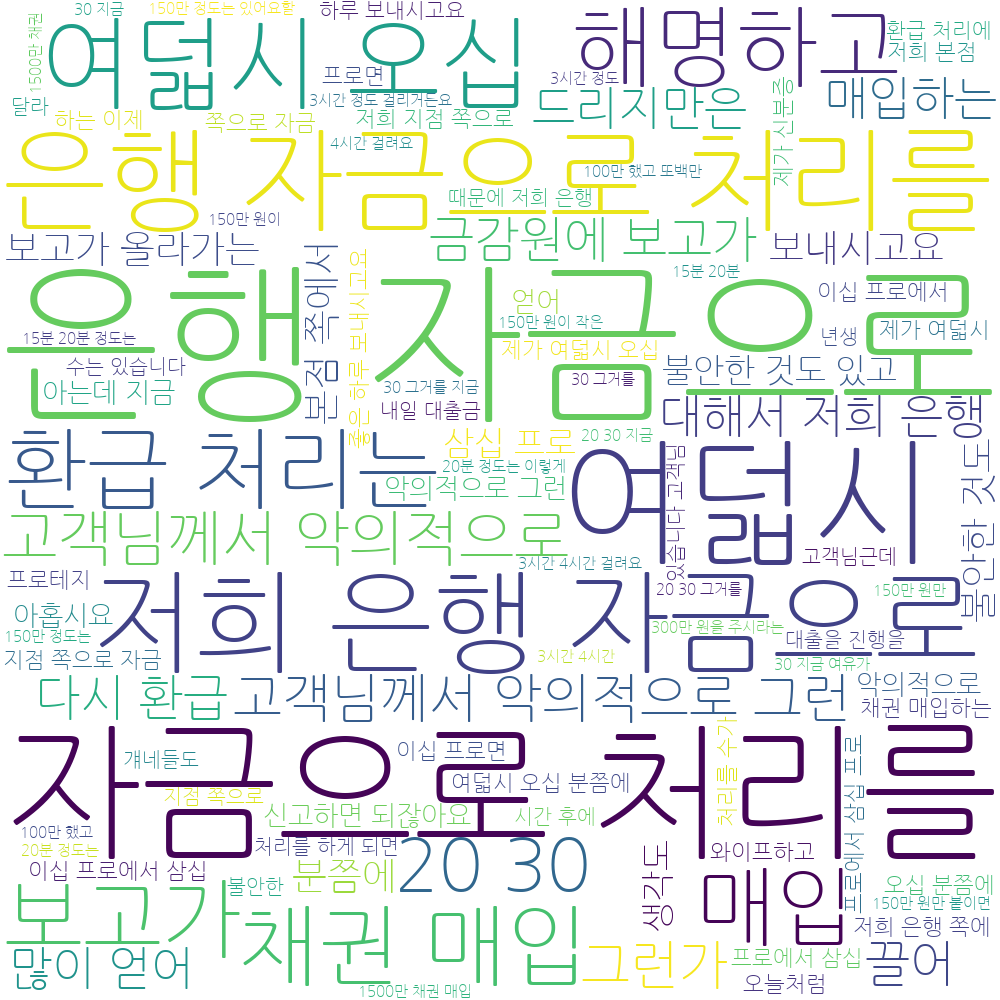 30 지금
150만 정도는 있어요함
하루 보내시고요
1500만 채권
여덟시 오십
해명하고
환급 처리에
저희 본점
프로면
3시간 정도
달라
3시간 정도 걸리거든요
드리지만은
매입하는
하는 이제
쪽으로 자금
저희 지점 쪽으로
제가 신분증
은행 자금으로 처리를
4시간 걸려요
100만 했고 또백만
때문에 저희 은행
150만 원이
보고가 올라가는
금감원에 보고가
보내시고요
본점 쪽에서
좋은 하루 보내시고요
은행 자금으로
15분 20분
얻어
이십 프로에서
150만 원이 작은
15분 20분 정도는
년생
제가 여덟시
제가 여덟시 오십
수는 있습니다
불안한 것도 있고
아는데 지금
30 그거를 지금
30 그거를
내일 대출금
대해서 저희 은행
환급 처리는
삼십 프로
20 30 지금
여덟시
20분 정도는 이렇게
악의적으로 그런
있습니다 고객님
불안한 것도
고객님께서 악의적으로
3시간 4시간 걸려요
고객님근데
프로테지
저희 은행 자금으로
20 30 그거를
150만 원만
아홉시요
150만 정도는
300만 원을 주시라는
대출을 진행을
지점 쪽으로 자금
3시간 4시간
30 지금 여유가
다시 환급
고객님께서 악의적으로 그런
악의적으로
채권 매입하는
자금으로 처리를
걔네들도
이십 프로면
처리를 수가
프로에서 삼십 프로
여덟시 오십 분쯤에
지점 쪽으로
신고하면 되잖아요
시간 후에
100만 했고
처리를 하게 되면
20분 정도는
20 30
생각도
와이프하고
이십 프로에서 삼십
불안한
분쯤에
매입
오십 분쯤에
보고가
채권 매입
150만 원만 붙이면
저희 은행 쪽에
많이 얻어
그런가
프로에서 삼십
끌어
1500만 채권 매입
오늘처럼